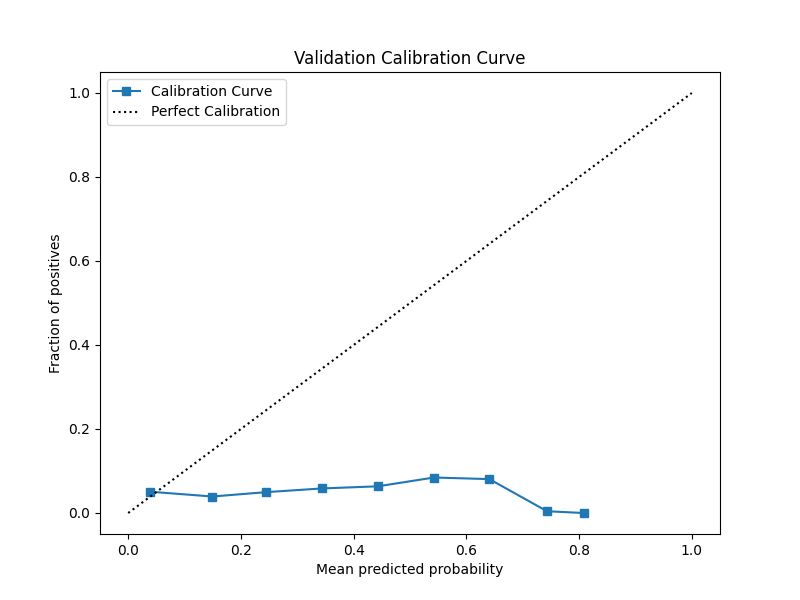 Validation Calibration Curve
Calibration Curve
Perfect Calibration
1.0
0.8
0.6
0.4
0.2
0.0
Fraction of positives
0.0 0.2 0.4 0.6 0.8 1.0
Mean predicted probability